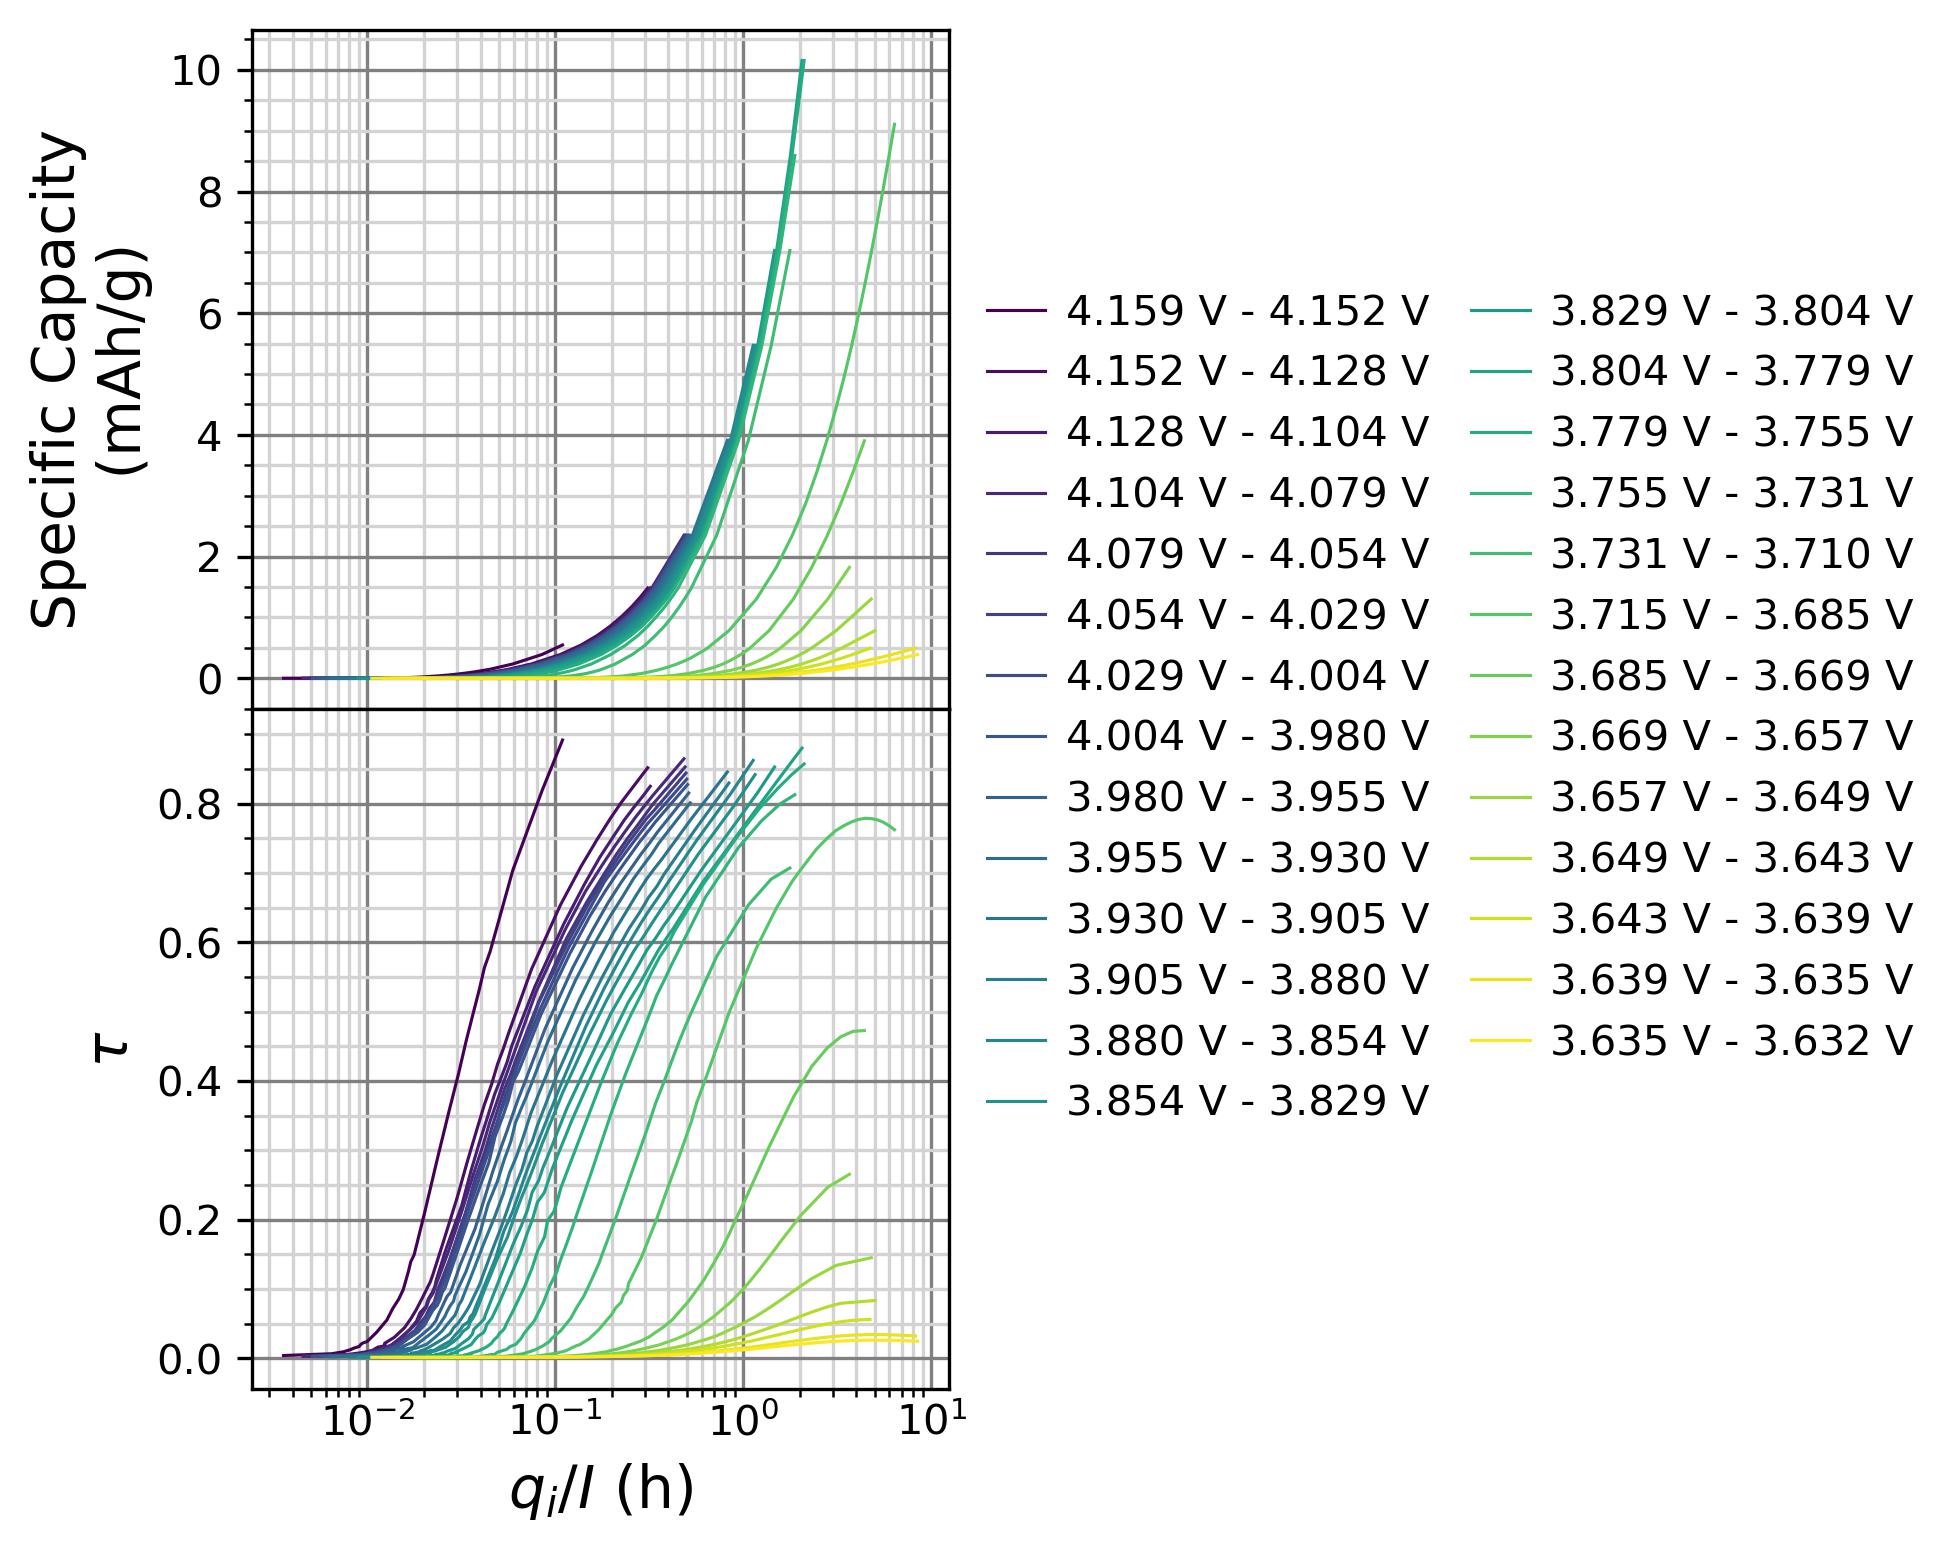 Specific Capacity
(mAh/g)
10
8
6
4
2
0
τ
0.8
0.6
0.4
0.2
0.0
10⁻² 10⁻¹ 10⁰ 10¹
qᵢ/I (h)
4.159 V - 4.152 V
4.152 V - 4.128 V
4.128 V - 4.104 V
4.104 V - 4.079 V
4.079 V - 4.054 V
4.054 V - 4.029 V
4.029 V - 4.004 V
4.004 V - 3.980 V
3.980 V - 3.955 V
3.955 V - 3.930 V
3.930 V - 3.905 V
3.905 V - 3.880 V
3.880 V - 3.854 V
3.854 V - 3.829 V
3.829 V - 3.804 V
3.804 V - 3.779 V
3.779 V - 3.755 V
3.755 V - 3.731 V
3.731 V - 3.710 V
3.715 V - 3.685 V
3.685 V - 3.669 V
3.669 V - 3.657 V
3.657 V - 3.649 V
3.649 V - 3.643 V
3.643 V - 3.639 V
3.639 V - 3.635 V
3.635 V - 3.632 V